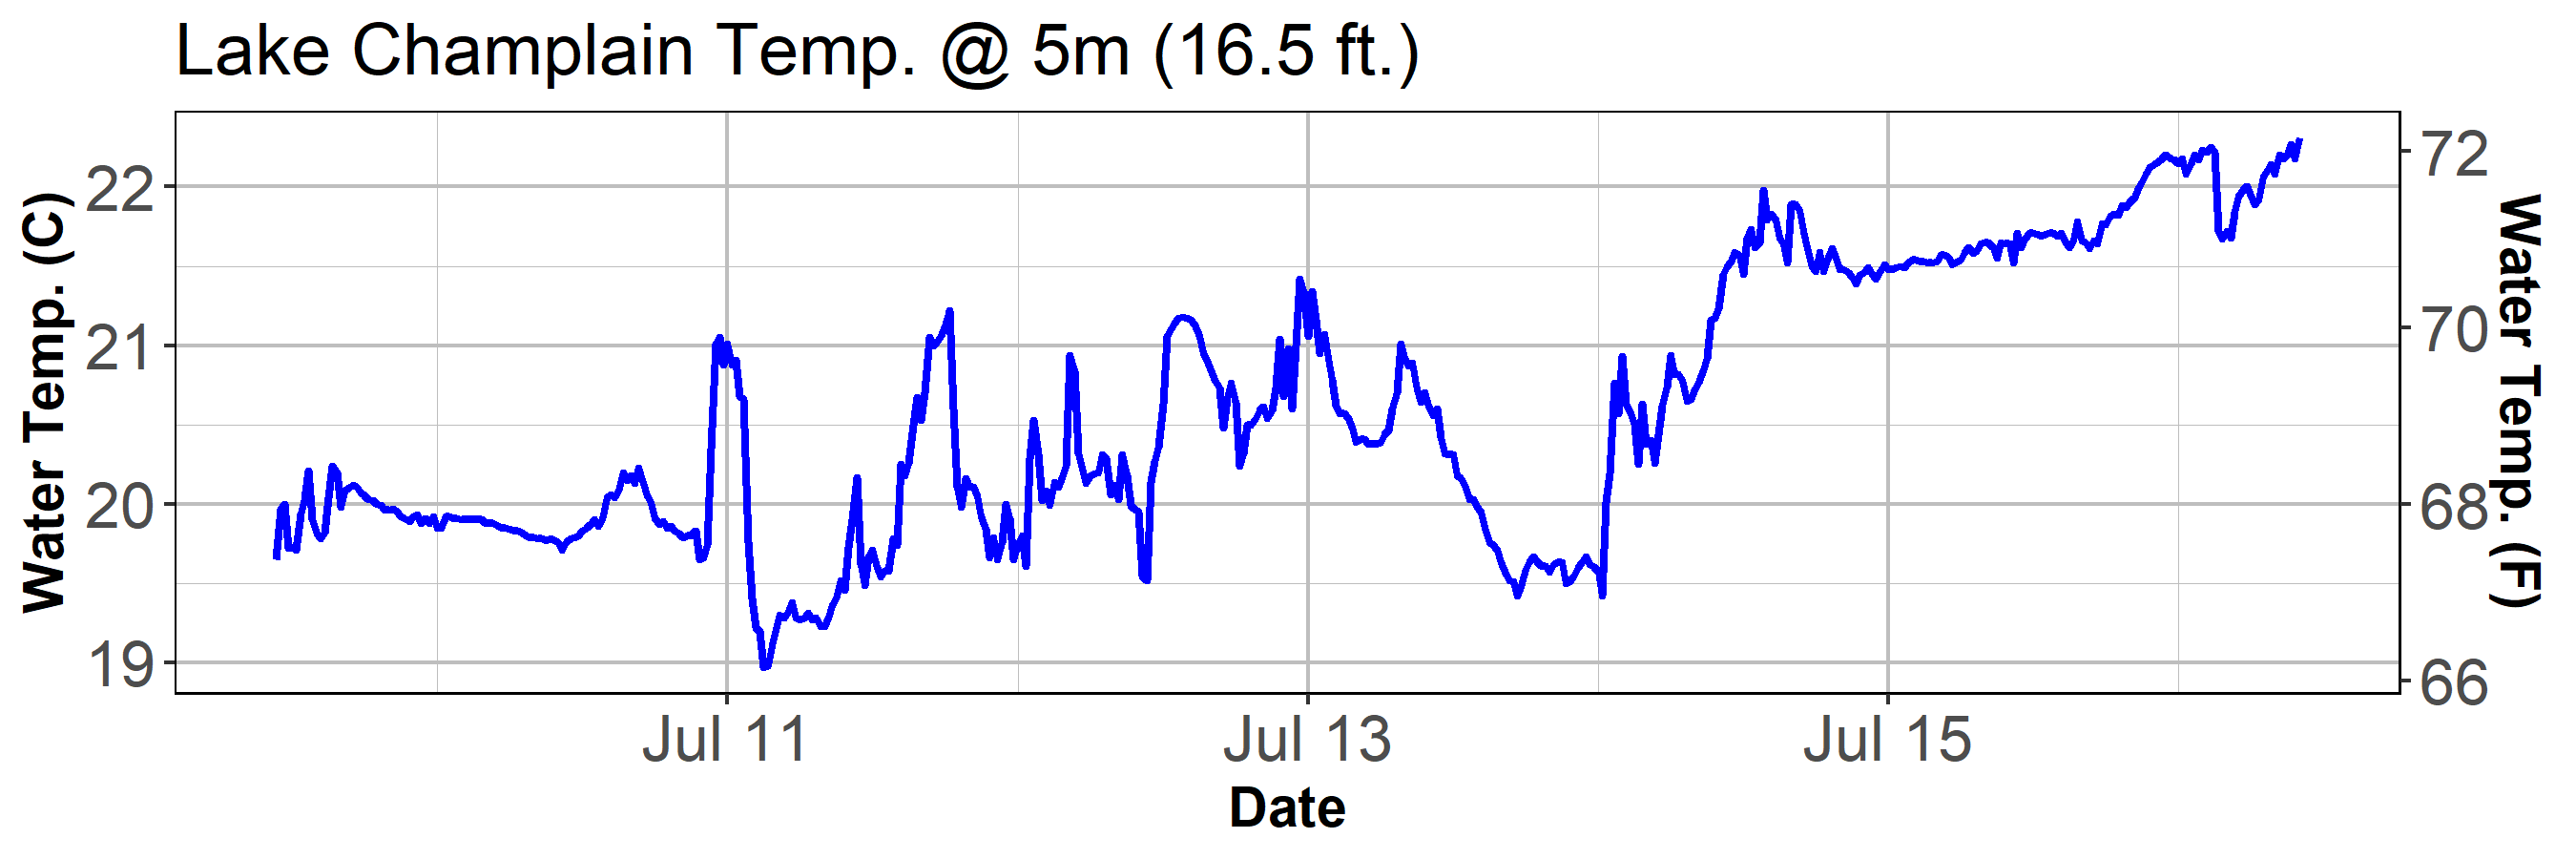 Lake Champlain Temp. @ 5m (16.5 ft.)
Water Temp. (C)
22
21
20
19
72
70
68
66
Water Temp. (F)
Jul 11
Jul 13
Jul 15
Date